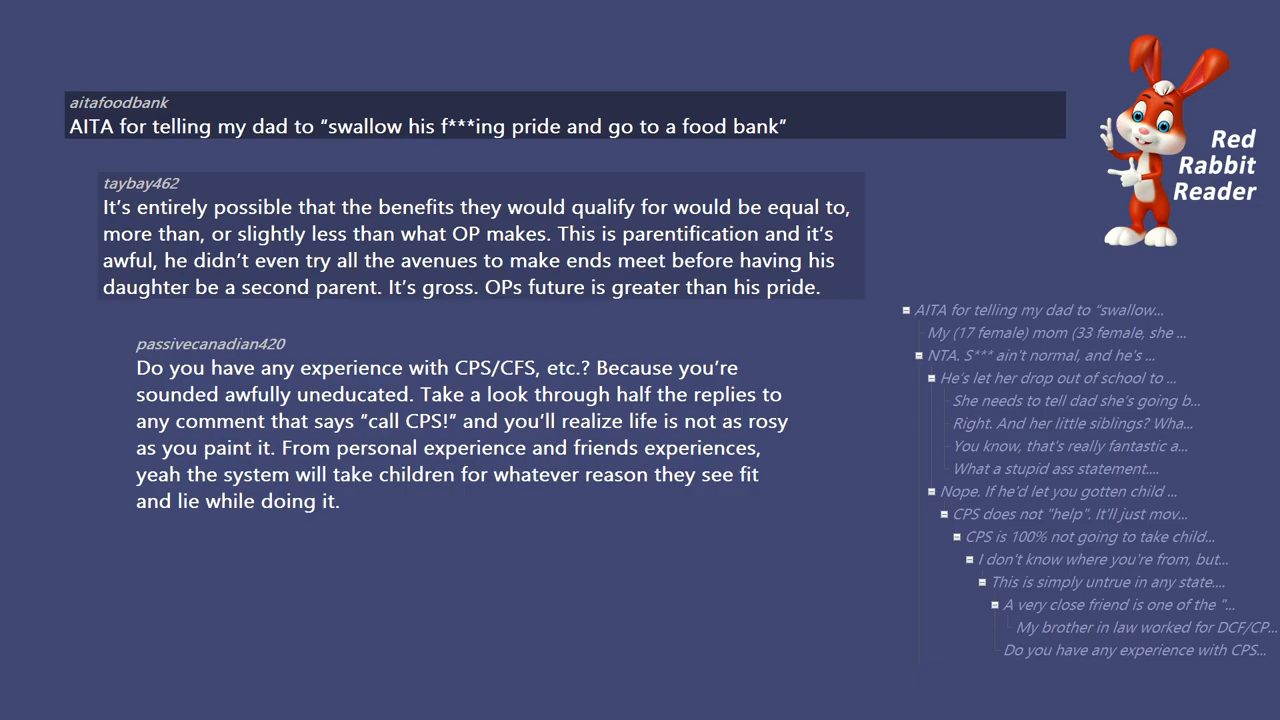 aitafoodbank
AITA for telling my dad to “swallow his f***ing pride and go to a food bank”
taybay462
It’s entirely possible that the benefits they would qualify for would be equal to,
more than, or slightly less than what OP makes. This is parentification and it’s
awful, he didn’t even try all the avenues to make ends meet before having his
daughter be a second parent. It’s gross. OPs future is greater than his pride.
passivecanadian420
Do you have any experience with CPS/CFS, etc.? Because you’re
sounded awfully uneducated. Take a look through half the replies to
any comment that says “call CPS!” and you’ll realize life is not as rosy
as you paint it. From personal experience and friends experiences,
yeah the system will take children for whatever reason they see fit
and lie while doing it.
Red
Rabbit
Reader
AITA for telling my dad to “swallow...
My (17 female) mom (33 female, she ...
NTA. S*** ain't normal, and he's ...
He's let her drop out of school to ...
She needs to tell dad she's going b...
Right. And her little siblings? Wha...
You know, that's really fantastic a...
What a stupid ass statement....
Nope. If he'd let you gotten child ...
CPS does not "help". It'll just mov...
CPS is 100% not going to take child...
I don't know where you're from, but...
This is simply untrue in any state....
A very close friend is one of the "...
My brother in law worked for DCF/CP...
Do you have any experience with CPS...